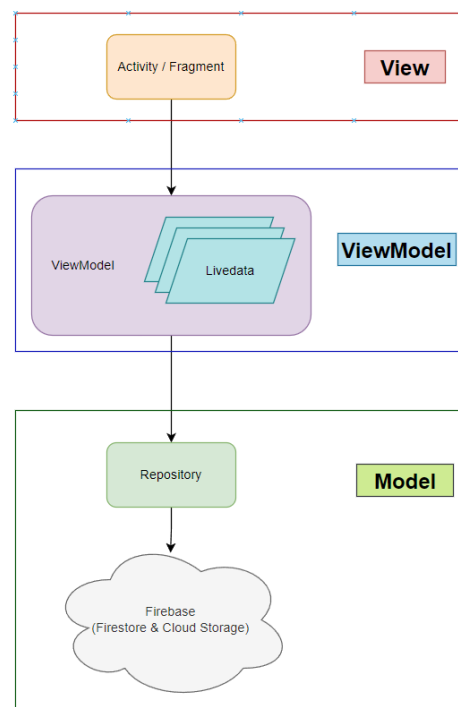 Activity / Fragment
View
ViewModel
Livedata
ViewModel
Repository
Model
Firebase
(Firestore & Cloud Storage)